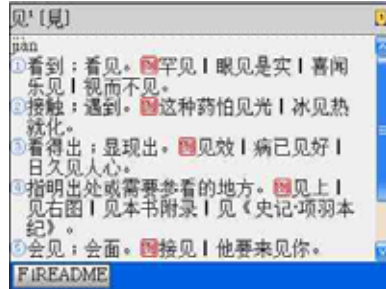 见¹ [見]
jiàn
①看到；看见。例罕见┃眼见是实┃喜闻
乐见┃视而不见。
②接触；遇到。例这种药怕见光┃冰见热
就化。
③看得出；显现出。例见效┃病已见好┃
日久见人心。
④指明出处或需要参看的地方。例见上┃
见右图┃见本书附录┃见《史记·项羽本
纪》。
⑤会见；会面。例接见┃他要来见你。
F1README